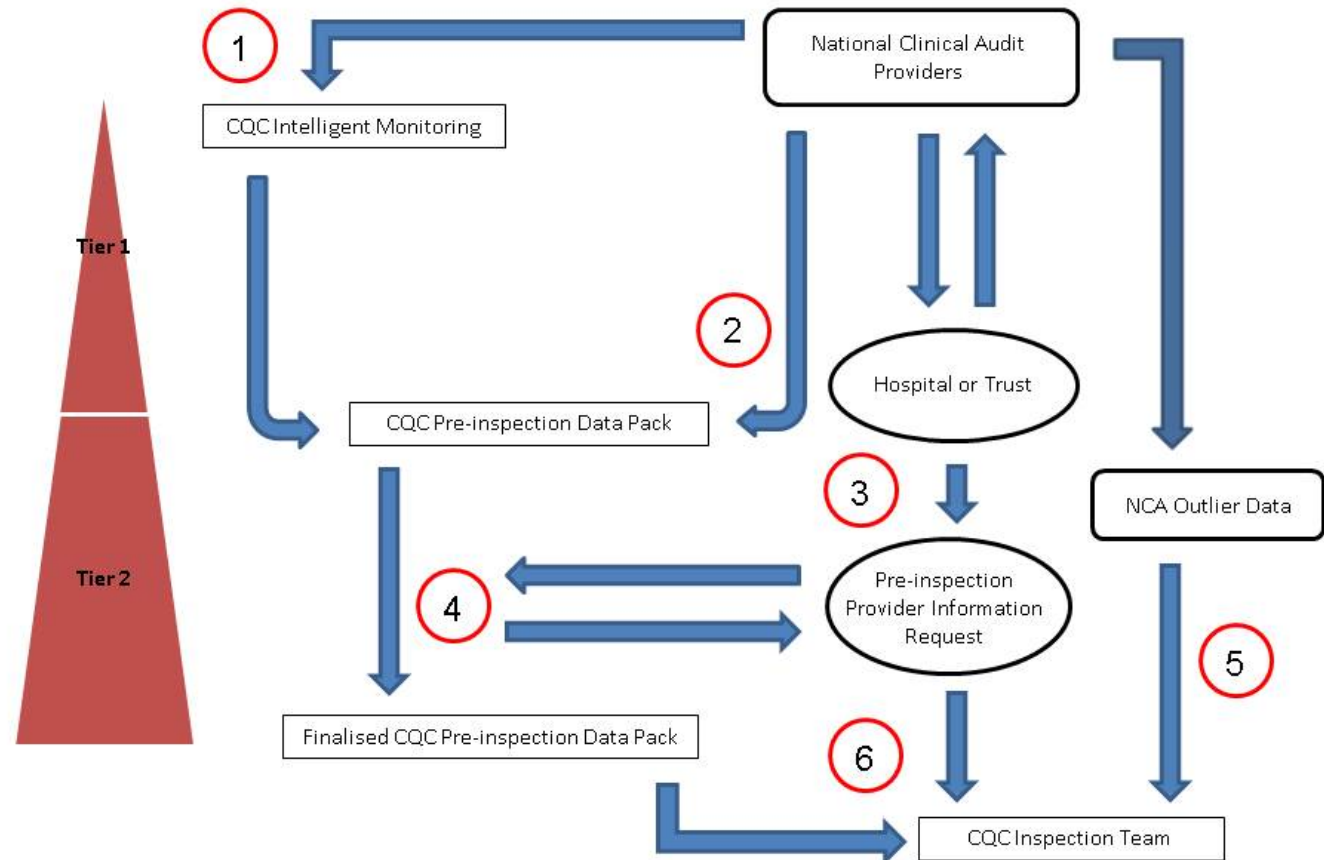 1
National Clinical Audit
Providers
CQC Intelligent Monitoring
Tier 1
2
Hospital or Trust
CQC Pre-inspection Data Pack
3
NCA Outlier Data
Tier 2
4
Pre-inspection
Provider Information
Request
5
Finalised CQC Pre-inspection Data Pack
6
CQC Inspection Team